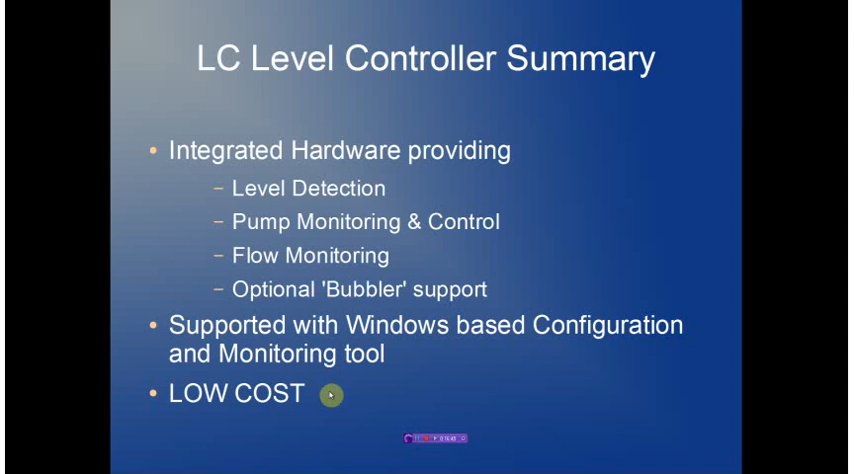 LC Level Controller Summary
• Integrated Hardware providing
– Level Detection
– Pump Monitoring & Control
– Flow Monitoring
– Optional 'Bubbler' support
• Supported with Windows based Configuration
and Monitoring tool
• LOW COST